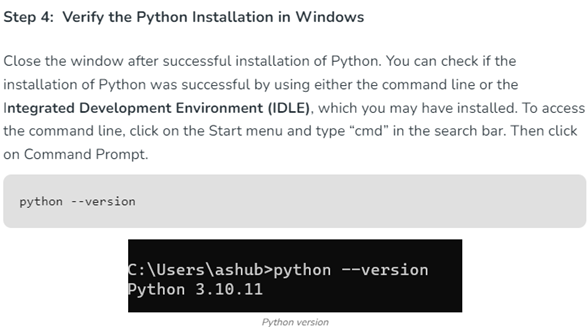 Step 4:  Verify the Python Installation in Windows
Close the window after successful installation of Python. You can check if the
installation of Python was successful by using either the command line or the
Integrated Development Environment (IDLE), which you may have installed. To access
the command line, click on the Start menu and type “cmd” in the search bar. Then click
on Command Prompt.
python --version
C:\Users\ashub>python --version
Python 3.10.11
Python version